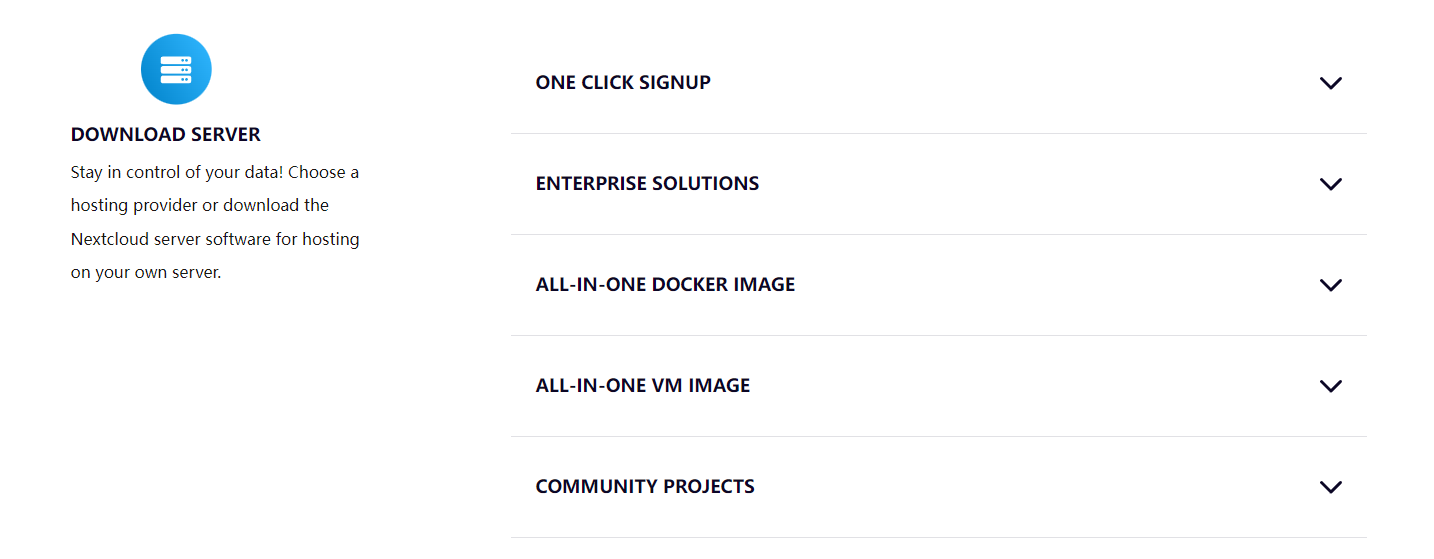 DOWNLOAD SERVER
Stay in control of your data! Choose a
hosting provider or download the
Nextcloud server software for hosting
on your own server.
ONE CLICK SIGNUP
ENTERPRISE SOLUTIONS
ALL-IN-ONE DOCKER IMAGE
ALL-IN-ONE VM IMAGE
COMMUNITY PROJECTS